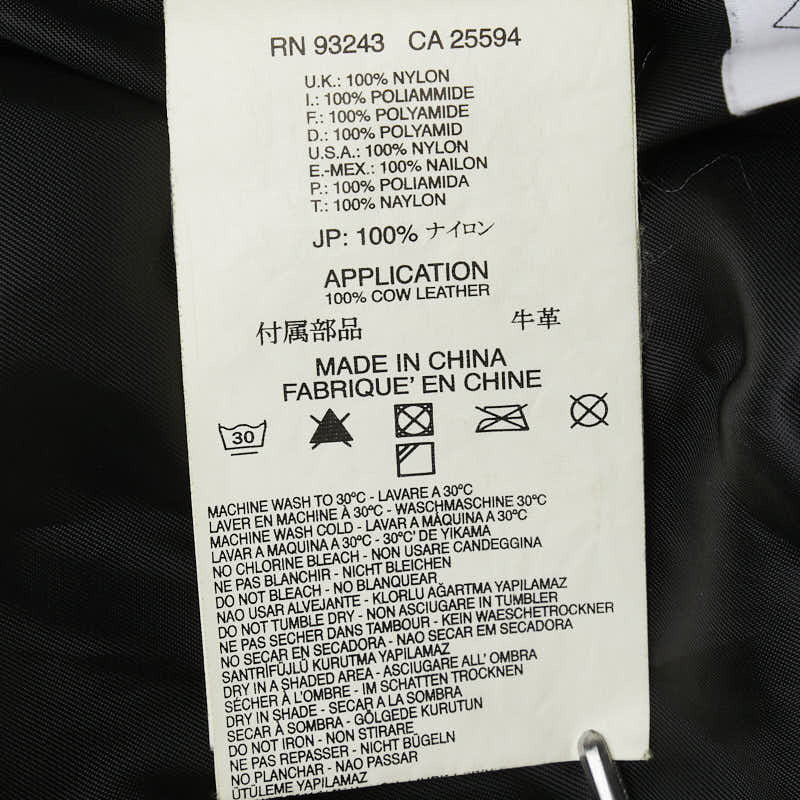 RN 93243 CA 25594
U.K.: 100% NYLON
I.: 100% POLIAMMIDE
F.: 100% POLYAMIDE
D.: 100% POLYAMID
U.S.A.: 100% NYLON
E.-MEX.: 100% NAILON
P.: 100% POLIAMIDA
T.: 100% NAYLON
JP: 100% ナイロン
APPLICATION
100% COW LEATHER
付属部品 牛革
MADE IN CHINA
FABRIQUE' EN CHINE
30
MACHINE WASH TO 30°C - LAVARE A 30°C
LAVER EN MACHINE À 30°C - WASCHMASCHINE 30°C
MACHINE WASH COLD - LAVAR A MÁQUINA A 30°C
LAVAR A MAQUINA A 30°C - 30°C' DE YIKAMA
NO CHLORINE BLEACH - NON USARE CANDEGGINA
NE PAS BLANCHIR - NICHT BLEICHEN
DO NOT BLEACH - NO BLANQUEAR
NAO USAR ALVEJANTE - KLORLU AĞARTMA YAPILAMAZ
DO NOT TUMBLE DRY - NON ASCIUGARE IN TUMBLER
NE PAS SECHER DANS TAMBOUR - KEIN WAESCHETROCKNER
NO SECAR EN SECADORA - NAO SECAR EM SECADORA
SANTRİFÜJLÜ KURUTMA YAPILAMAZ
DRY IN A SHADED AREA - ASCIUGARE ALL' OMBRA
SÉCHER À L'OMBRE - IM SCHATTEN TROCKNEN
DRY IN SHADE - SECAR A LA SOMBRA
SECAR À SOMBRA - GÖLGEDE KURUTUN
DO NOT IRON - NON STIRARE
NE PAS REPASSER - NICHT BÜGELN
NO PLANCHAR - NAO PASSAR
ÜTÜLEME YAPILAMAZ